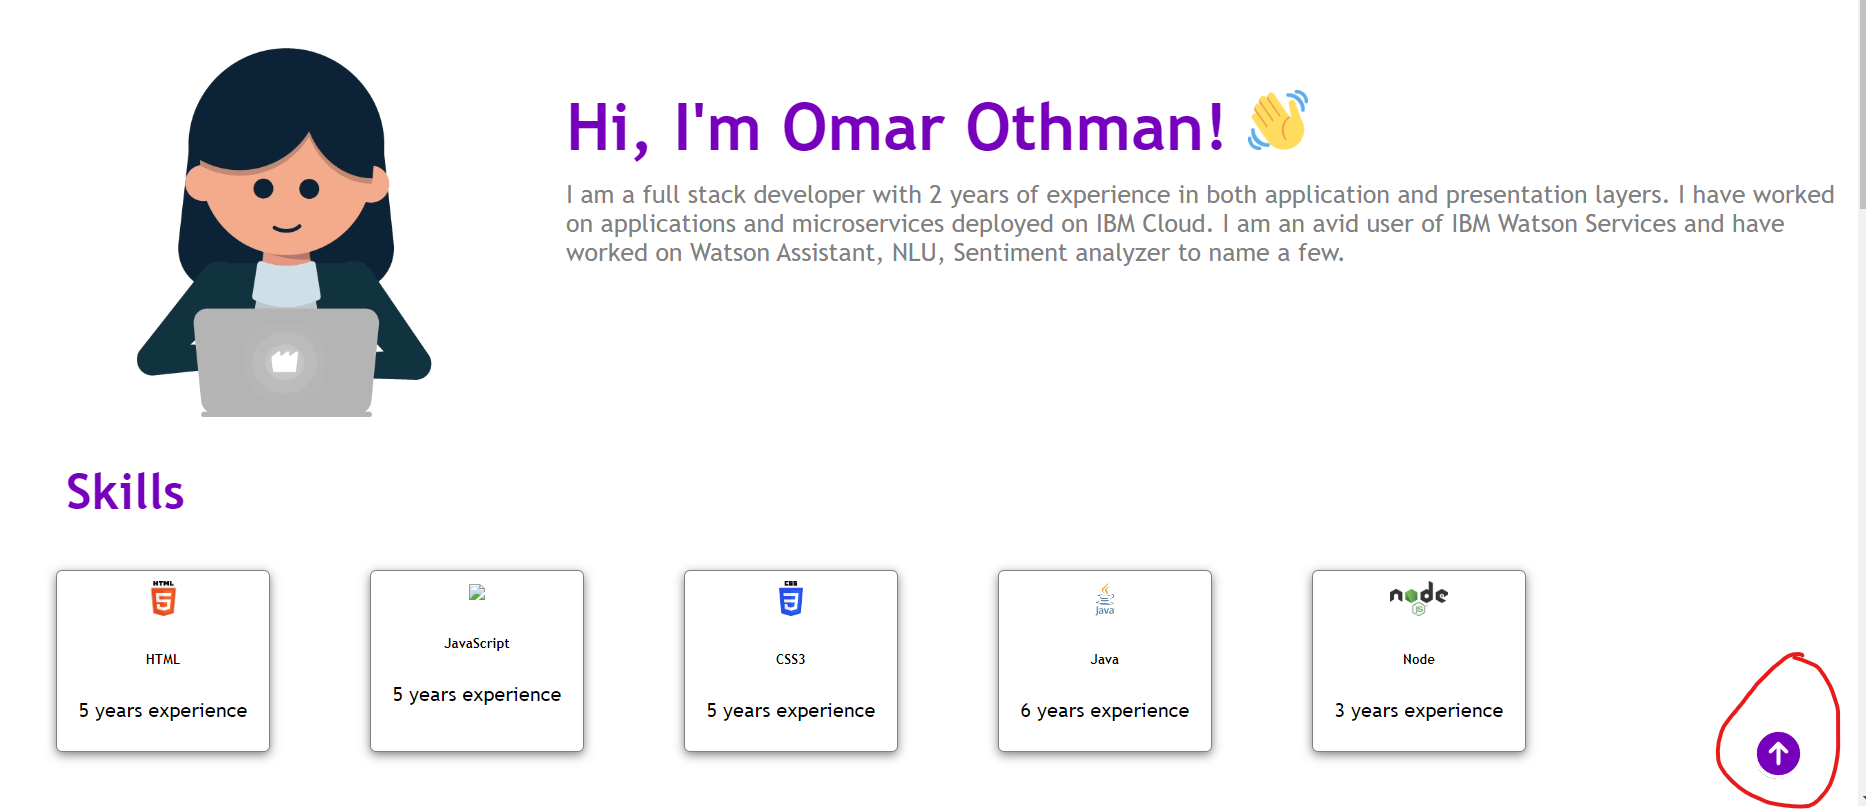 Hi, I'm Omar Othman!
I am a full stack developer with 2 years of experience in both application and presentation layers. I have worked
on applications and microservices deployed on IBM Cloud. I am an avid user of IBM Watson Services and have
worked on Watson Assistant, NLU, Sentiment analyzer to name a few.
Skills
HTML
5
HTML
5 years experience
JavaScript
5 years experience
CSS
3
CSS3
5 years experience
Java
Java
6 years experience
node
JS
Node
3 years experience